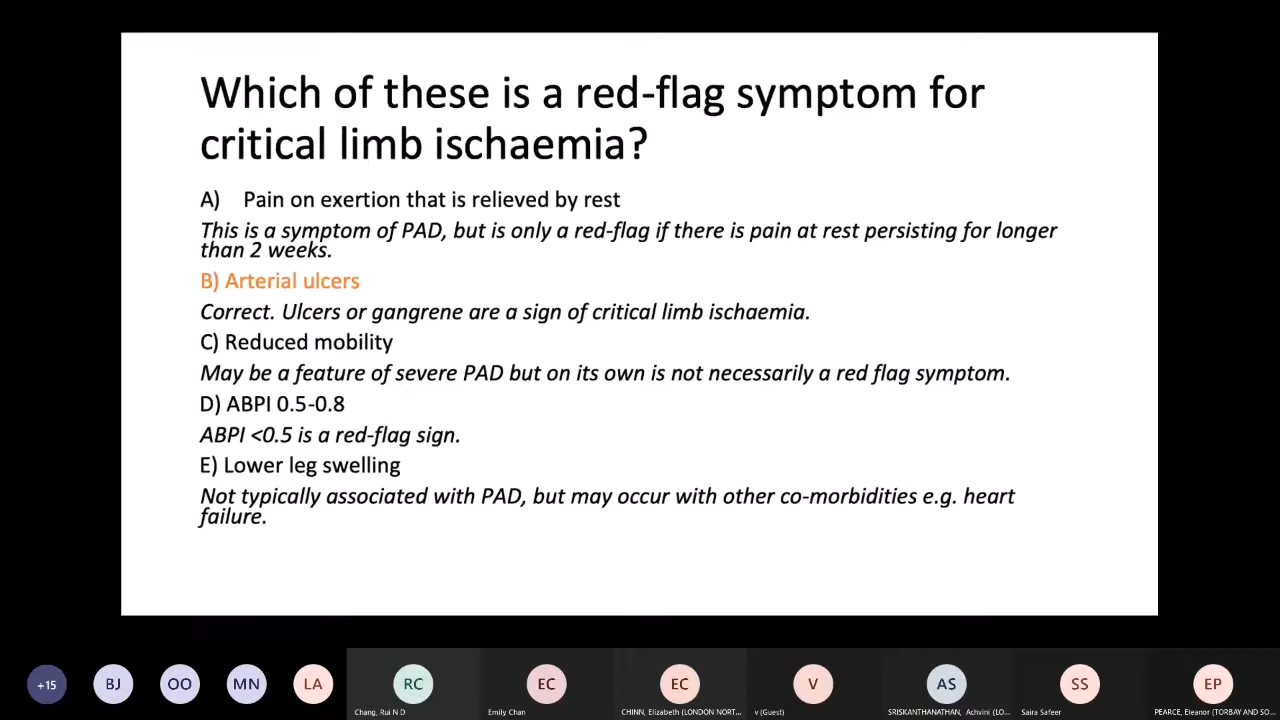 Which of these is a red-flag symptom for
critical limb ischaemia?
A) Pain on exertion that is relieved by rest
This is a symptom of PAD, but is only a red-flag if there is pain at rest persisting for longer
than 2 weeks.
B) Arterial ulcers
Correct. Ulcers or gangrene are a sign of critical limb ischaemia.
C) Reduced mobility
May be a feature of severe PAD but on its own is not necessarily a red flag symptom.
D) ABPI 0.5-0.8
ABPI <0.5 is a red-flag sign.
E) Lower leg swelling
Not typically associated with PAD, but may occur with other co-morbidities e.g. heart
failure.
+15 BJ OO MN LA RC EC EC V AS SS EP
Chang, Rui N D Emily Chan CHINN, Elizabeth (LONDON NORT... v (Guest) SRISKANTHANATHAN, Achvini (LO... Saira Safeer PEARCE, Eleanor (TORBAY AND SO...